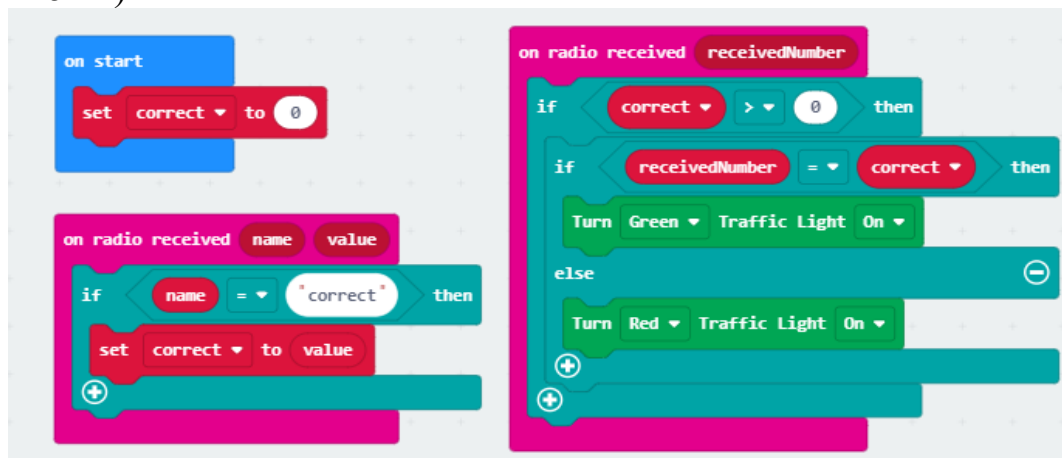 on start
set correct to 0
on radio received name value
if name = "correct" then
set correct to value
on radio received receivedNumber
if correct > 0 then
if receivedNumber = correct then
Turn Green Traffic Light On
else
Turn Red Traffic Light On